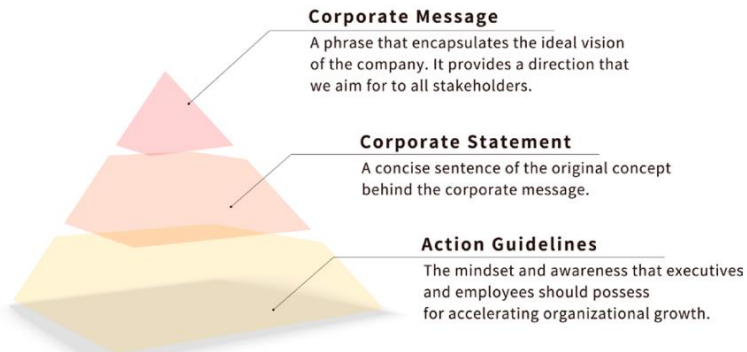 Corporate Message
A phrase that encapsulates the ideal vision
of the company. It provides a direction that
we aim for to all stakeholders.
Corporate Statement
A concise sentence of the original concept
behind the corporate message.
Action Guidelines
The mindset and awareness that executives
and employees should possess
for accelerating organizational growth.